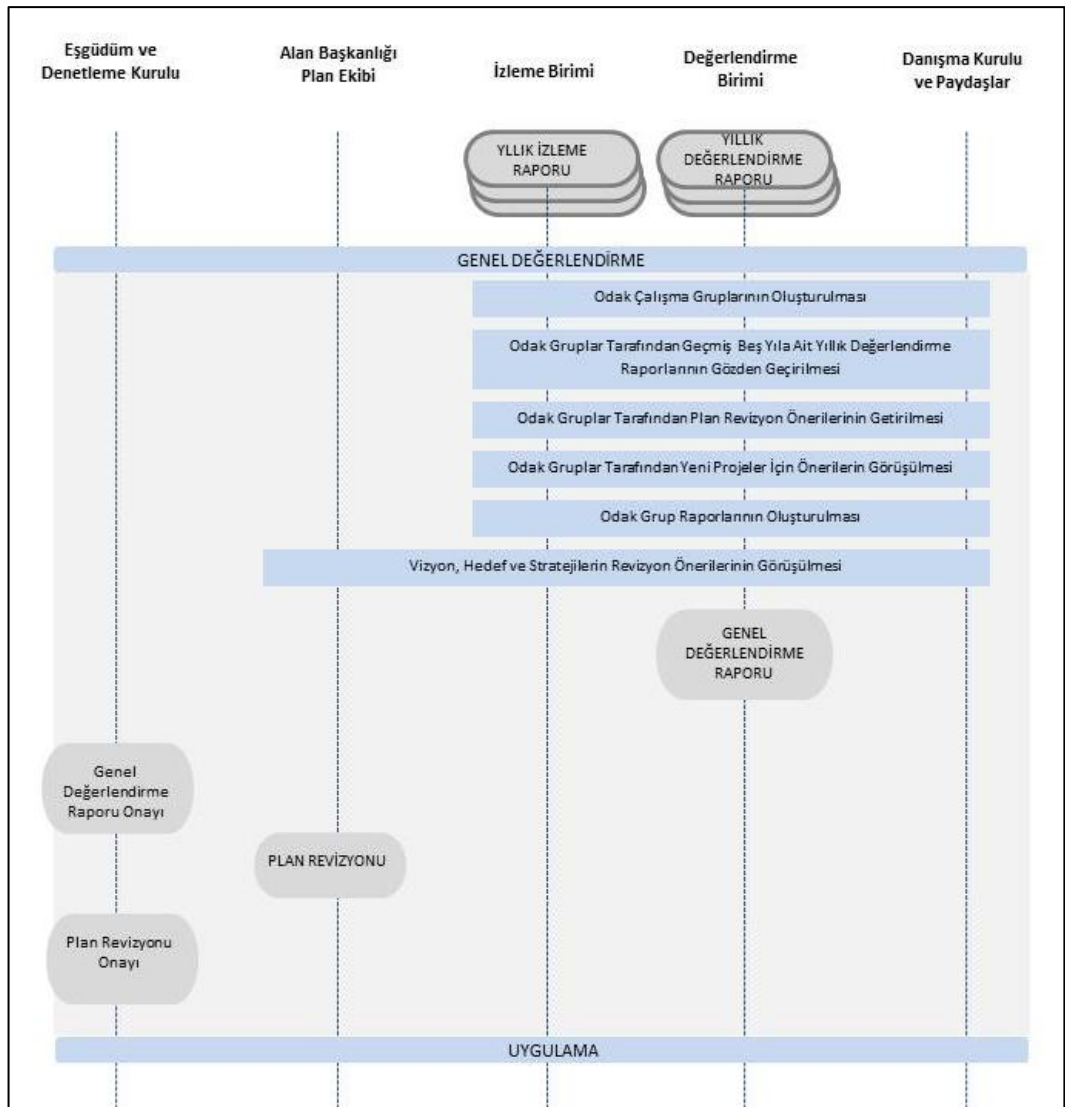 Eşgüdüm ve
Denetleme Kurulu
Alan Başkanlığı
Plan Ekibi
İzleme Birimi
Değerlendirme
Birimi
Danışma Kurulu
ve Paydaşlar
YLLIK İZLEME
RAPORU
YILLIK
DEĞERLENDİRME
RAPORU
GENEL DEĞERLENDİRME
Odak Çalışma Gruplarının Oluşturulması
Odak Gruplar Tarafından Geçmiş Beş Yıla Ait Yıllık Değerlendirme
Raporlarının Gözden Geçirilmesi
Odak Gruplar Tarafından Plan Revizyon Önerilerinin Getirilmesi
Odak Gruplar Tarafından Yeni Projeler İçin Önerilerin Görüşülmesi
Odak Grup Raporlarının Oluşturulması
Vizyon, Hedef ve Stratejilerin Revizyon Önerilerinin Görüşülmesi
GENEL
DEĞERLENDİRME
RAPORU
Genel
Değerlendirme
Raporu Onayı
PLAN REVİZYONU
Plan Revizyonu
Onayı
UYGULAMA